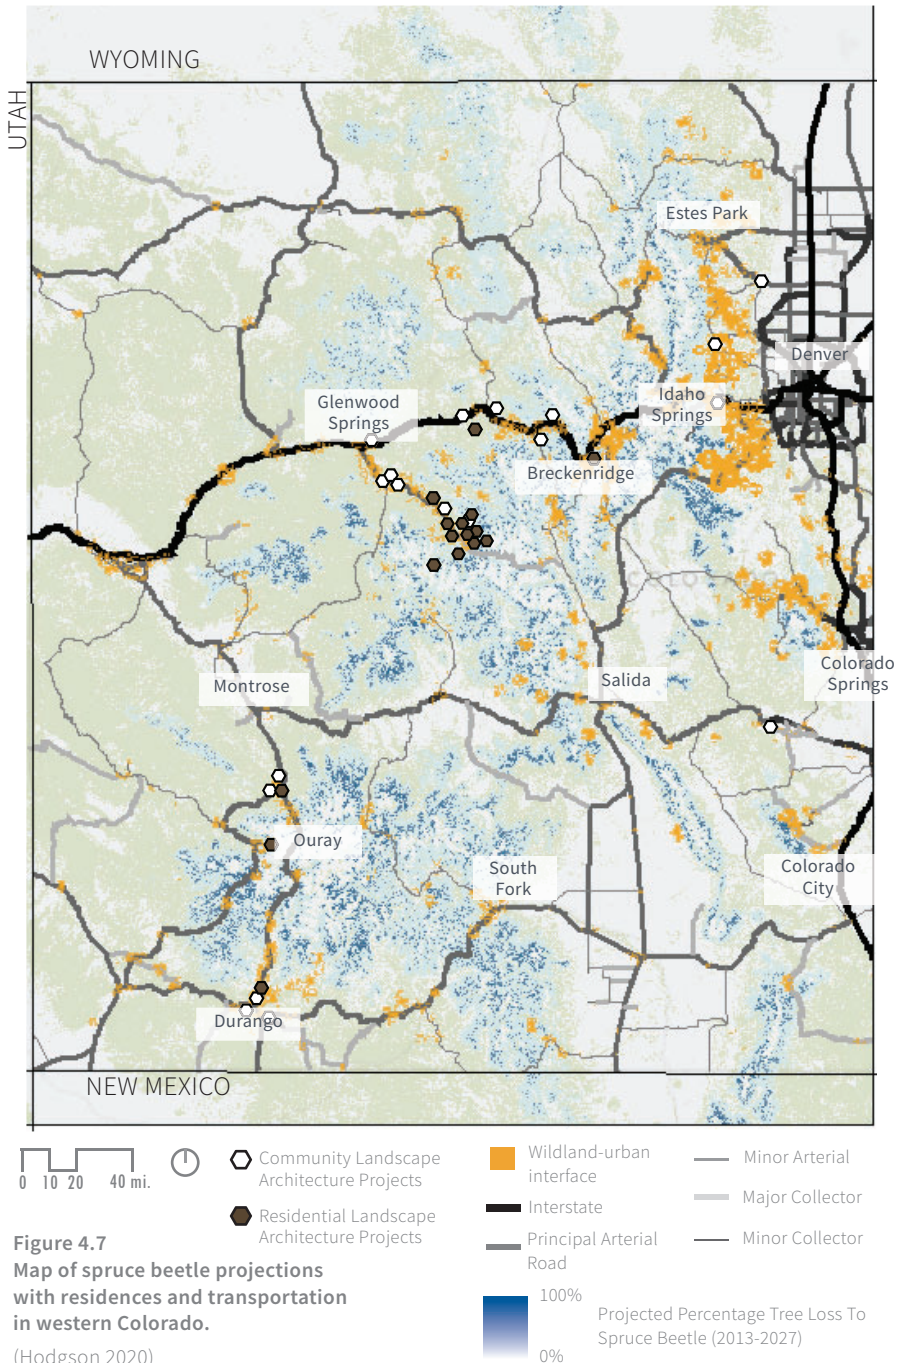 WYOMING
UTAH
Estes Park
Denver
Glenwood
Springs
Idaho
Springs
Breckenridge
Colorado
Springs
Montrose
Salida
Ouray
South
Fork
Colorado
City
Durango
NEW MEXICO
0 10 20 40 mi.
Community Landscape
Architecture Projects
Residential Landscape
Architecture Projects
Wildland-urban
interface
Interstate
Principal Arterial
Road
Minor Arterial
Major Collector
Minor Collector
100%
0%
Projected Percentage Tree Loss To
Spruce Beetle (2013-2027)
Figure 4.7
Map of spruce beetle projections
with residences and transportation
in western Colorado.
(Hodgson 2020)